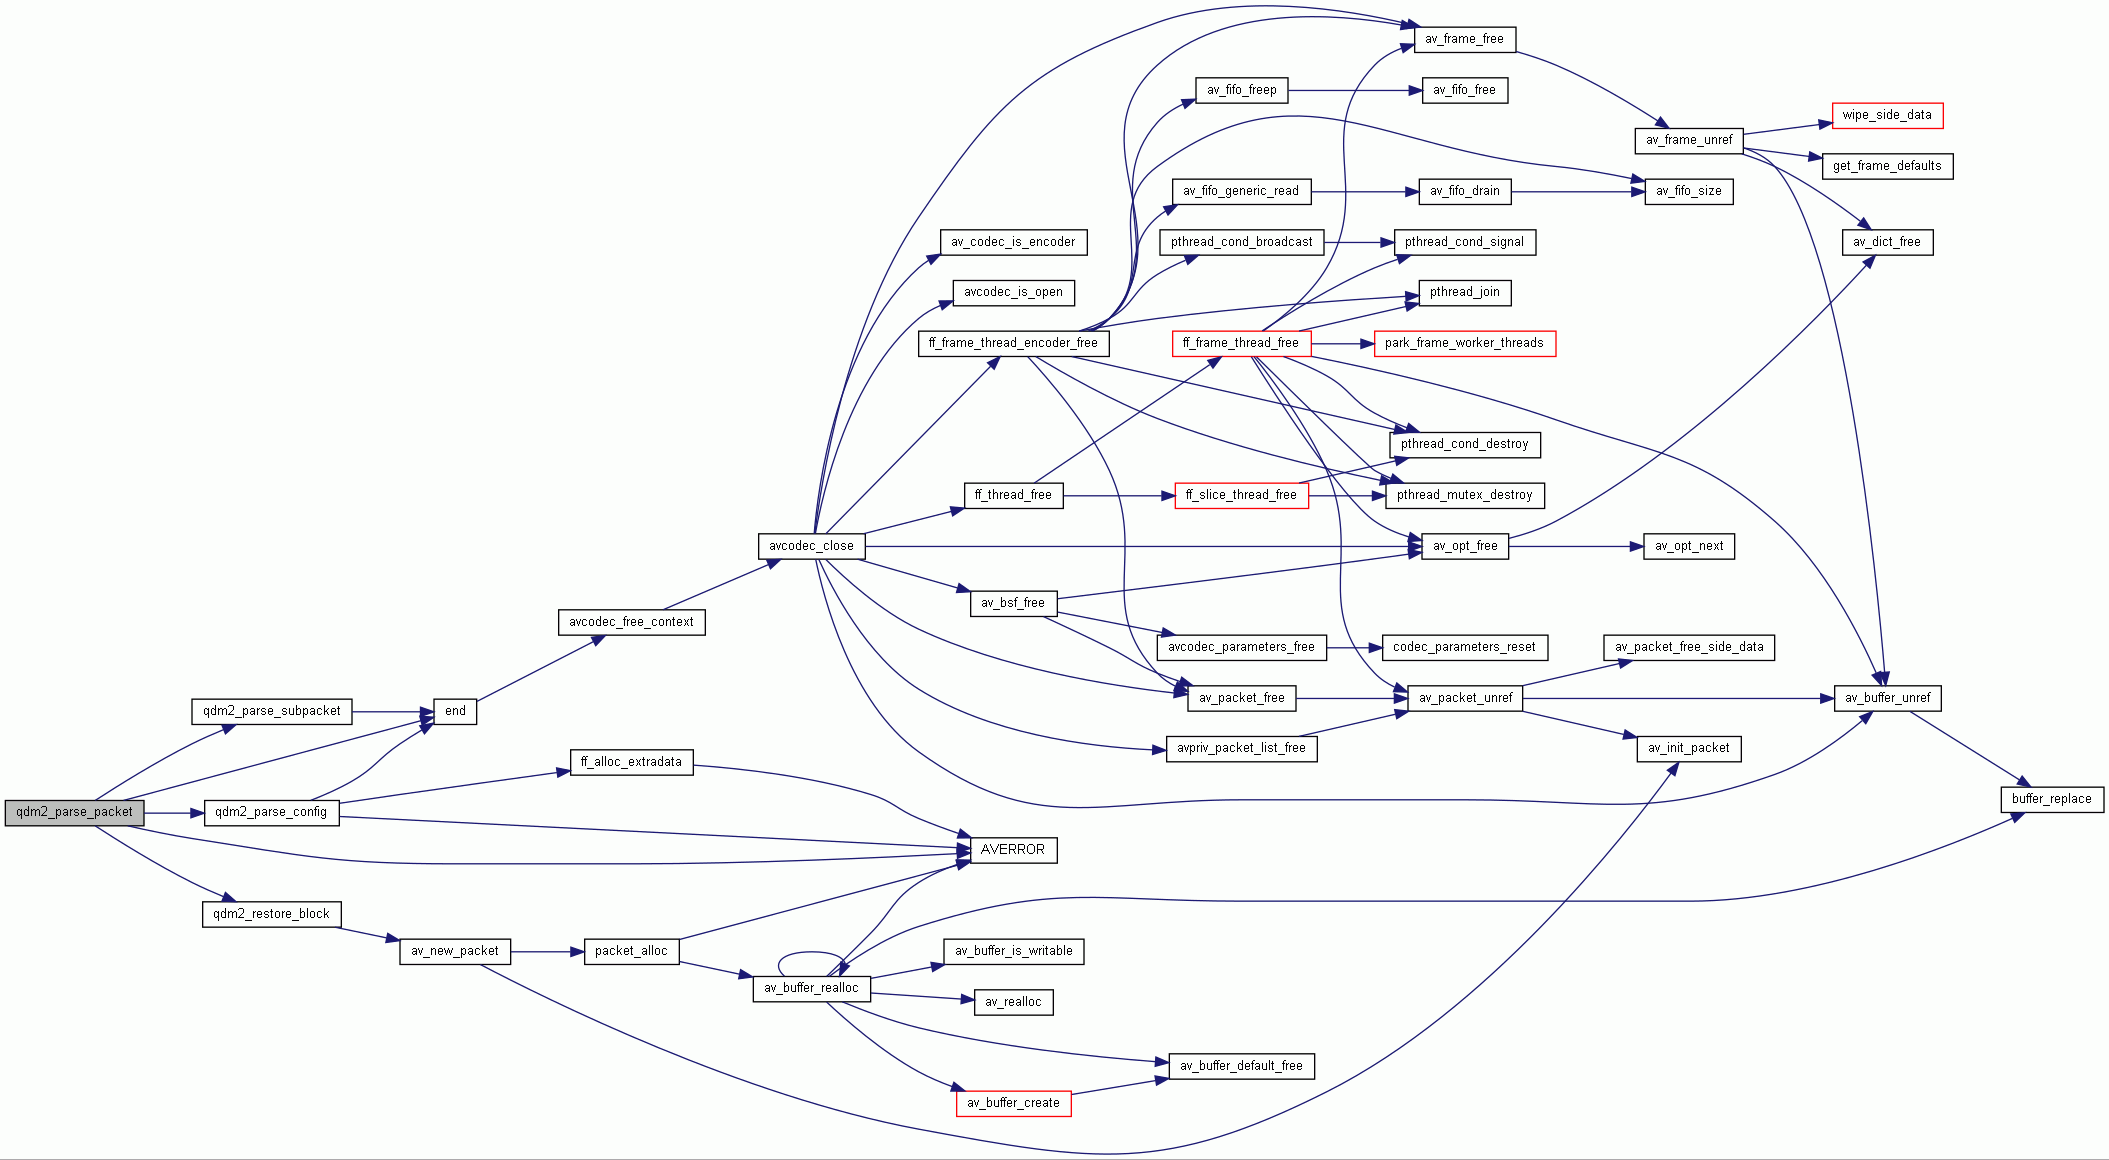 av_frame_free
av_fifo_freep
av_fifo_free
wipe_side_data
av_frame_unref
get_frame_defaults
av_fifo_generic_read
av_fifo_drain
av_fifo_size
av_codec_is_encoder
pthread_cond_broadcast
pthread_cond_signal
av_dict_free
avcodec_is_open
pthread_join
ff_frame_thread_encoder_free
ff_frame_thread_free
park_frame_worker_threads
pthread_cond_destroy
ff_thread_free
ff_slice_thread_free
pthread_mutex_destroy
avcodec_close
av_opt_free
av_opt_next
av_bsf_free
avcodec_free_context
avcodec_parameters_free
codec_parameters_reset
av_packet_free_side_data
qdm2_parse_subpacket
end
av_packet_free
av_packet_unref
av_buffer_unref
avpriv_packet_list_free
av_init_packet
ff_alloc_extradata
buffer_replace
qdm2_parse_packet
qdm2_parse_config
AVERROR
qdm2_restore_block
av_new_packet
packet_alloc
av_buffer_is_writable
av_buffer_realloc
av_realloc
av_buffer_default_free
av_buffer_create